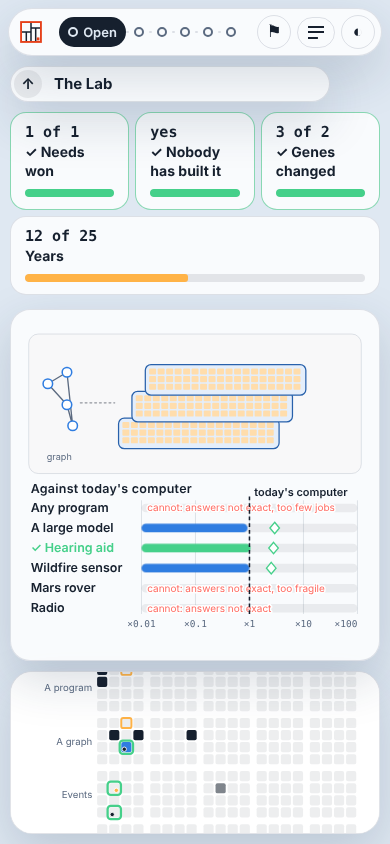 Open
The Lab
1 of 1
✓ Needs
won
yes
✓ Nobody
has built it
3 of 2
✓ Genes
changed
12 of 25
Years
graph
Against today's computer
today's computer
Any program
cannot: answers not exact, too few jobs
A large model
✓ Hearing aid
Wildfire sensor
Mars rover
cannot: answers not exact, too fragile
Radio
cannot: answers not exact
×0.01
×0.1
×1
×10
×100
A program
A graph
Events